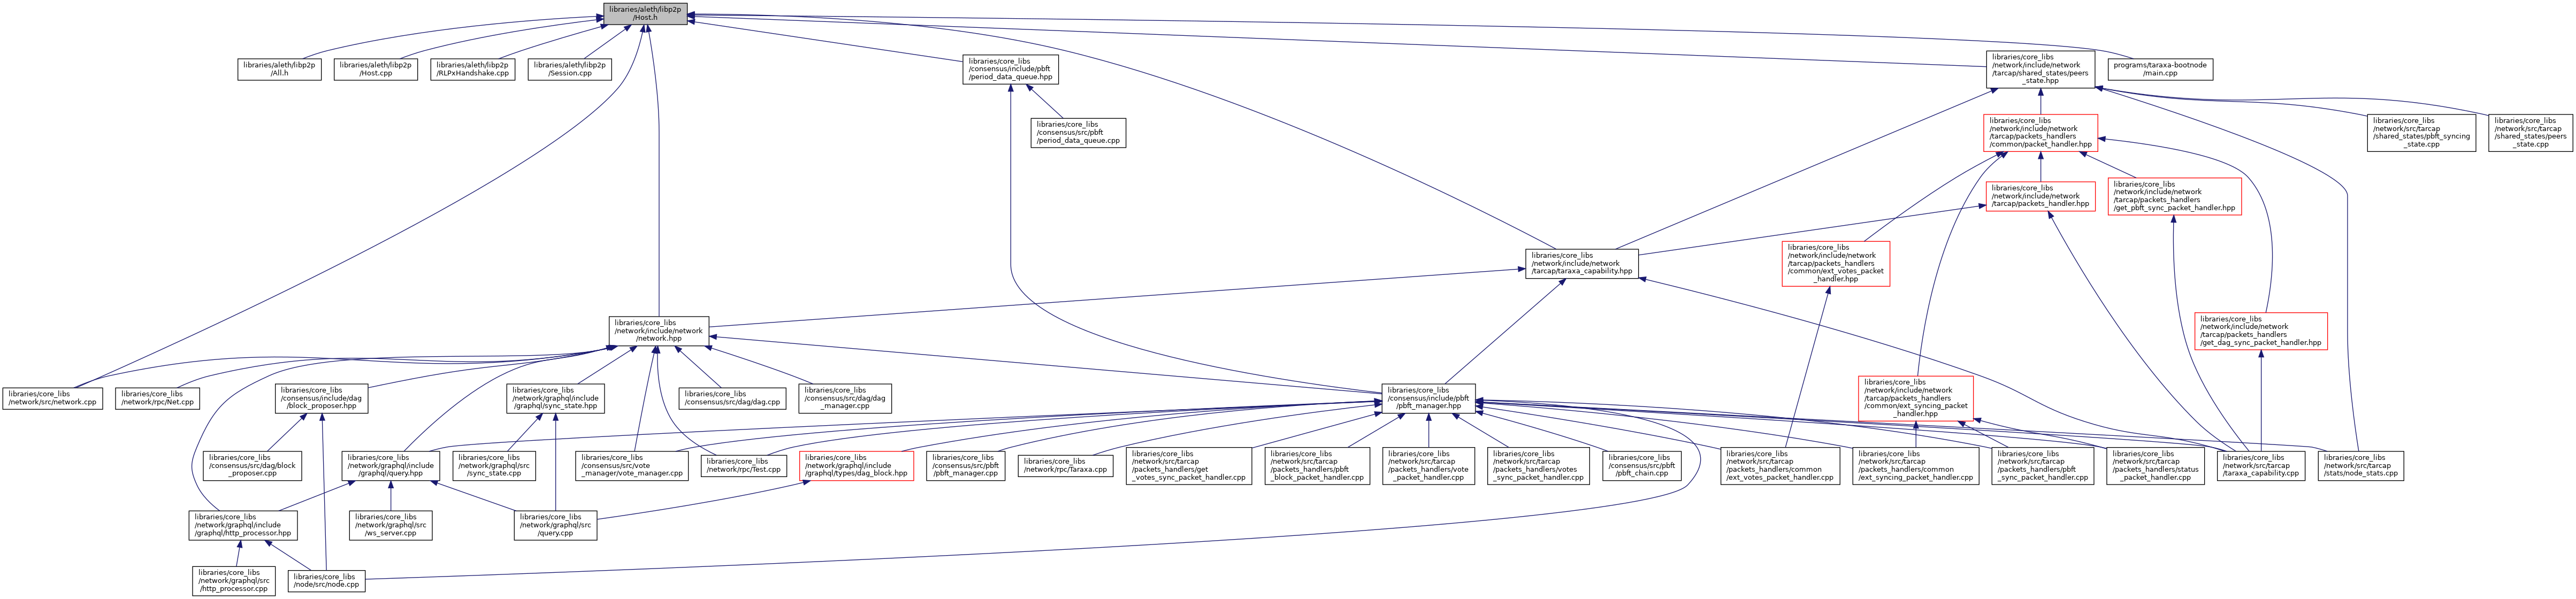 libraries/aleth/libp2p
/Host.h
libraries/aleth/libp2p
/All.h
libraries/aleth/libp2p
/Host.cpp
libraries/aleth/libp2p
/RLPxHandshake.cpp
libraries/aleth/libp2p
/Session.cpp
libraries/core_libs
/consensus/include/pbft
/period_data_queue.hpp
libraries/core_libs
/network/include/network
/tarcap/shared_states/peers
_state.hpp
programs/taraxa-bootnode
/main.cpp
libraries/core_libs
/consensus/src/pbft
/period_data_queue.cpp
libraries/core_libs
/network/include/network
/tarcap/packets_handlers
/common/packet_handler.hpp
libraries/core_libs
/network/src/tarcap
/shared_states/pbft_syncing
_state.cpp
libraries/core_libs
/network/src/tarcap
/shared_states/peers
_state.cpp
libraries/core_libs
/network/include/network
/tarcap/packets_handler.hpp
libraries/core_libs
/network/include/network
/tarcap/packets_handlers
/get_pbft_sync_packet_handler.hpp
libraries/core_libs
/network/include/network
/tarcap/taraxa_capability.hpp
libraries/core_libs
/network/include/network
/tarcap/packets_handlers
/common/ext_votes_packet
_handler.hpp
libraries/core_libs
/network/include/network
/network.hpp
libraries/core_libs
/network/include/network
/tarcap/packets_handlers
/get_dag_sync_packet_handler.hpp
libraries/core_libs
/network/src/network.cpp
libraries/core_libs
/network/rpc/Net.cpp
libraries/core_libs
/consensus/include/dag
/block_proposer.hpp
libraries/core_libs
/network/graphql/include
/graphql/sync_state.hpp
libraries/core_libs
/consensus/src/dag/dag.cpp
libraries/core_libs
/consensus/src/dag/dag
_manager.cpp
libraries/core_libs
/consensus/include/pbft
/pbft_manager.hpp
libraries/core_libs
/network/include/network
/tarcap/packets_handlers
/common/ext_syncing_packet
_handler.hpp
libraries/core_libs
/consensus/src/dag/block
_proposer.cpp
libraries/core_libs
/network/graphql/include
/graphql/query.hpp
libraries/core_libs
/network/graphql/src
/sync_state.cpp
libraries/core_libs
/consensus/src/vote
_manager/vote_manager.cpp
libraries/core_libs
/network/rpc/Test.cpp
libraries/core_libs
/network/graphql/include
/graphql/types/dag_block.hpp
libraries/core_libs
/consensus/src/pbft
/pbft_manager.cpp
libraries/core_libs
/network/rpc/Taraxa.cpp
libraries/core_libs
/network/src/tarcap
/packets_handlers/get
_votes_sync_packet_handler.cpp
libraries/core_libs
/network/src/tarcap
/packets_handlers/pbft
_block_packet_handler.cpp
libraries/core_libs
/network/src/tarcap
/packets_handlers/vote
_packet_handler.cpp
libraries/core_libs
/network/src/tarcap
/packets_handlers/votes
_sync_packet_handler.cpp
libraries/core_libs
/consensus/src/pbft
/pbft_chain.cpp
libraries/core_libs
/network/src/tarcap
/packets_handlers/common
/ext_votes_packet_handler.cpp
libraries/core_libs
/network/src/tarcap
/packets_handlers/common
/ext_syncing_packet_handler.cpp
libraries/core_libs
/network/src/tarcap
/packets_handlers/pbft
_sync_packet_handler.cpp
libraries/core_libs
/network/src/tarcap
/packets_handlers/status
_packet_handler.cpp
libraries/core_libs
/network/src/tarcap
/taraxa_capability.cpp
libraries/core_libs
/network/src/tarcap
/stats/node_stats.cpp
libraries/core_libs
/network/graphql/include
/graphql/http_processor.hpp
libraries/core_libs
/network/graphql/src
/ws_server.cpp
libraries/core_libs
/network/graphql/src
/query.cpp
libraries/core_libs
/network/graphql/src
/http_processor.cpp
libraries/core_libs
/node/src/node.cpp